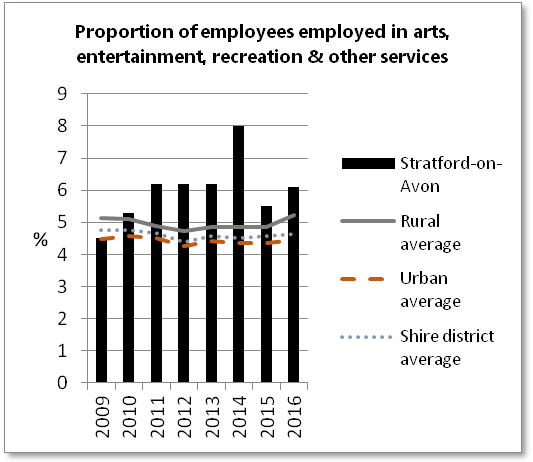 Proportion of employees employed in arts,
entertainment, recreation & other services
9
8
7
6
5
4
3
2
1
0
%
2009
2010
2011
2012
2013
2014
2015
2016
Stratford-on-
Avon
Rural
average
Urban
average
Shire district
average